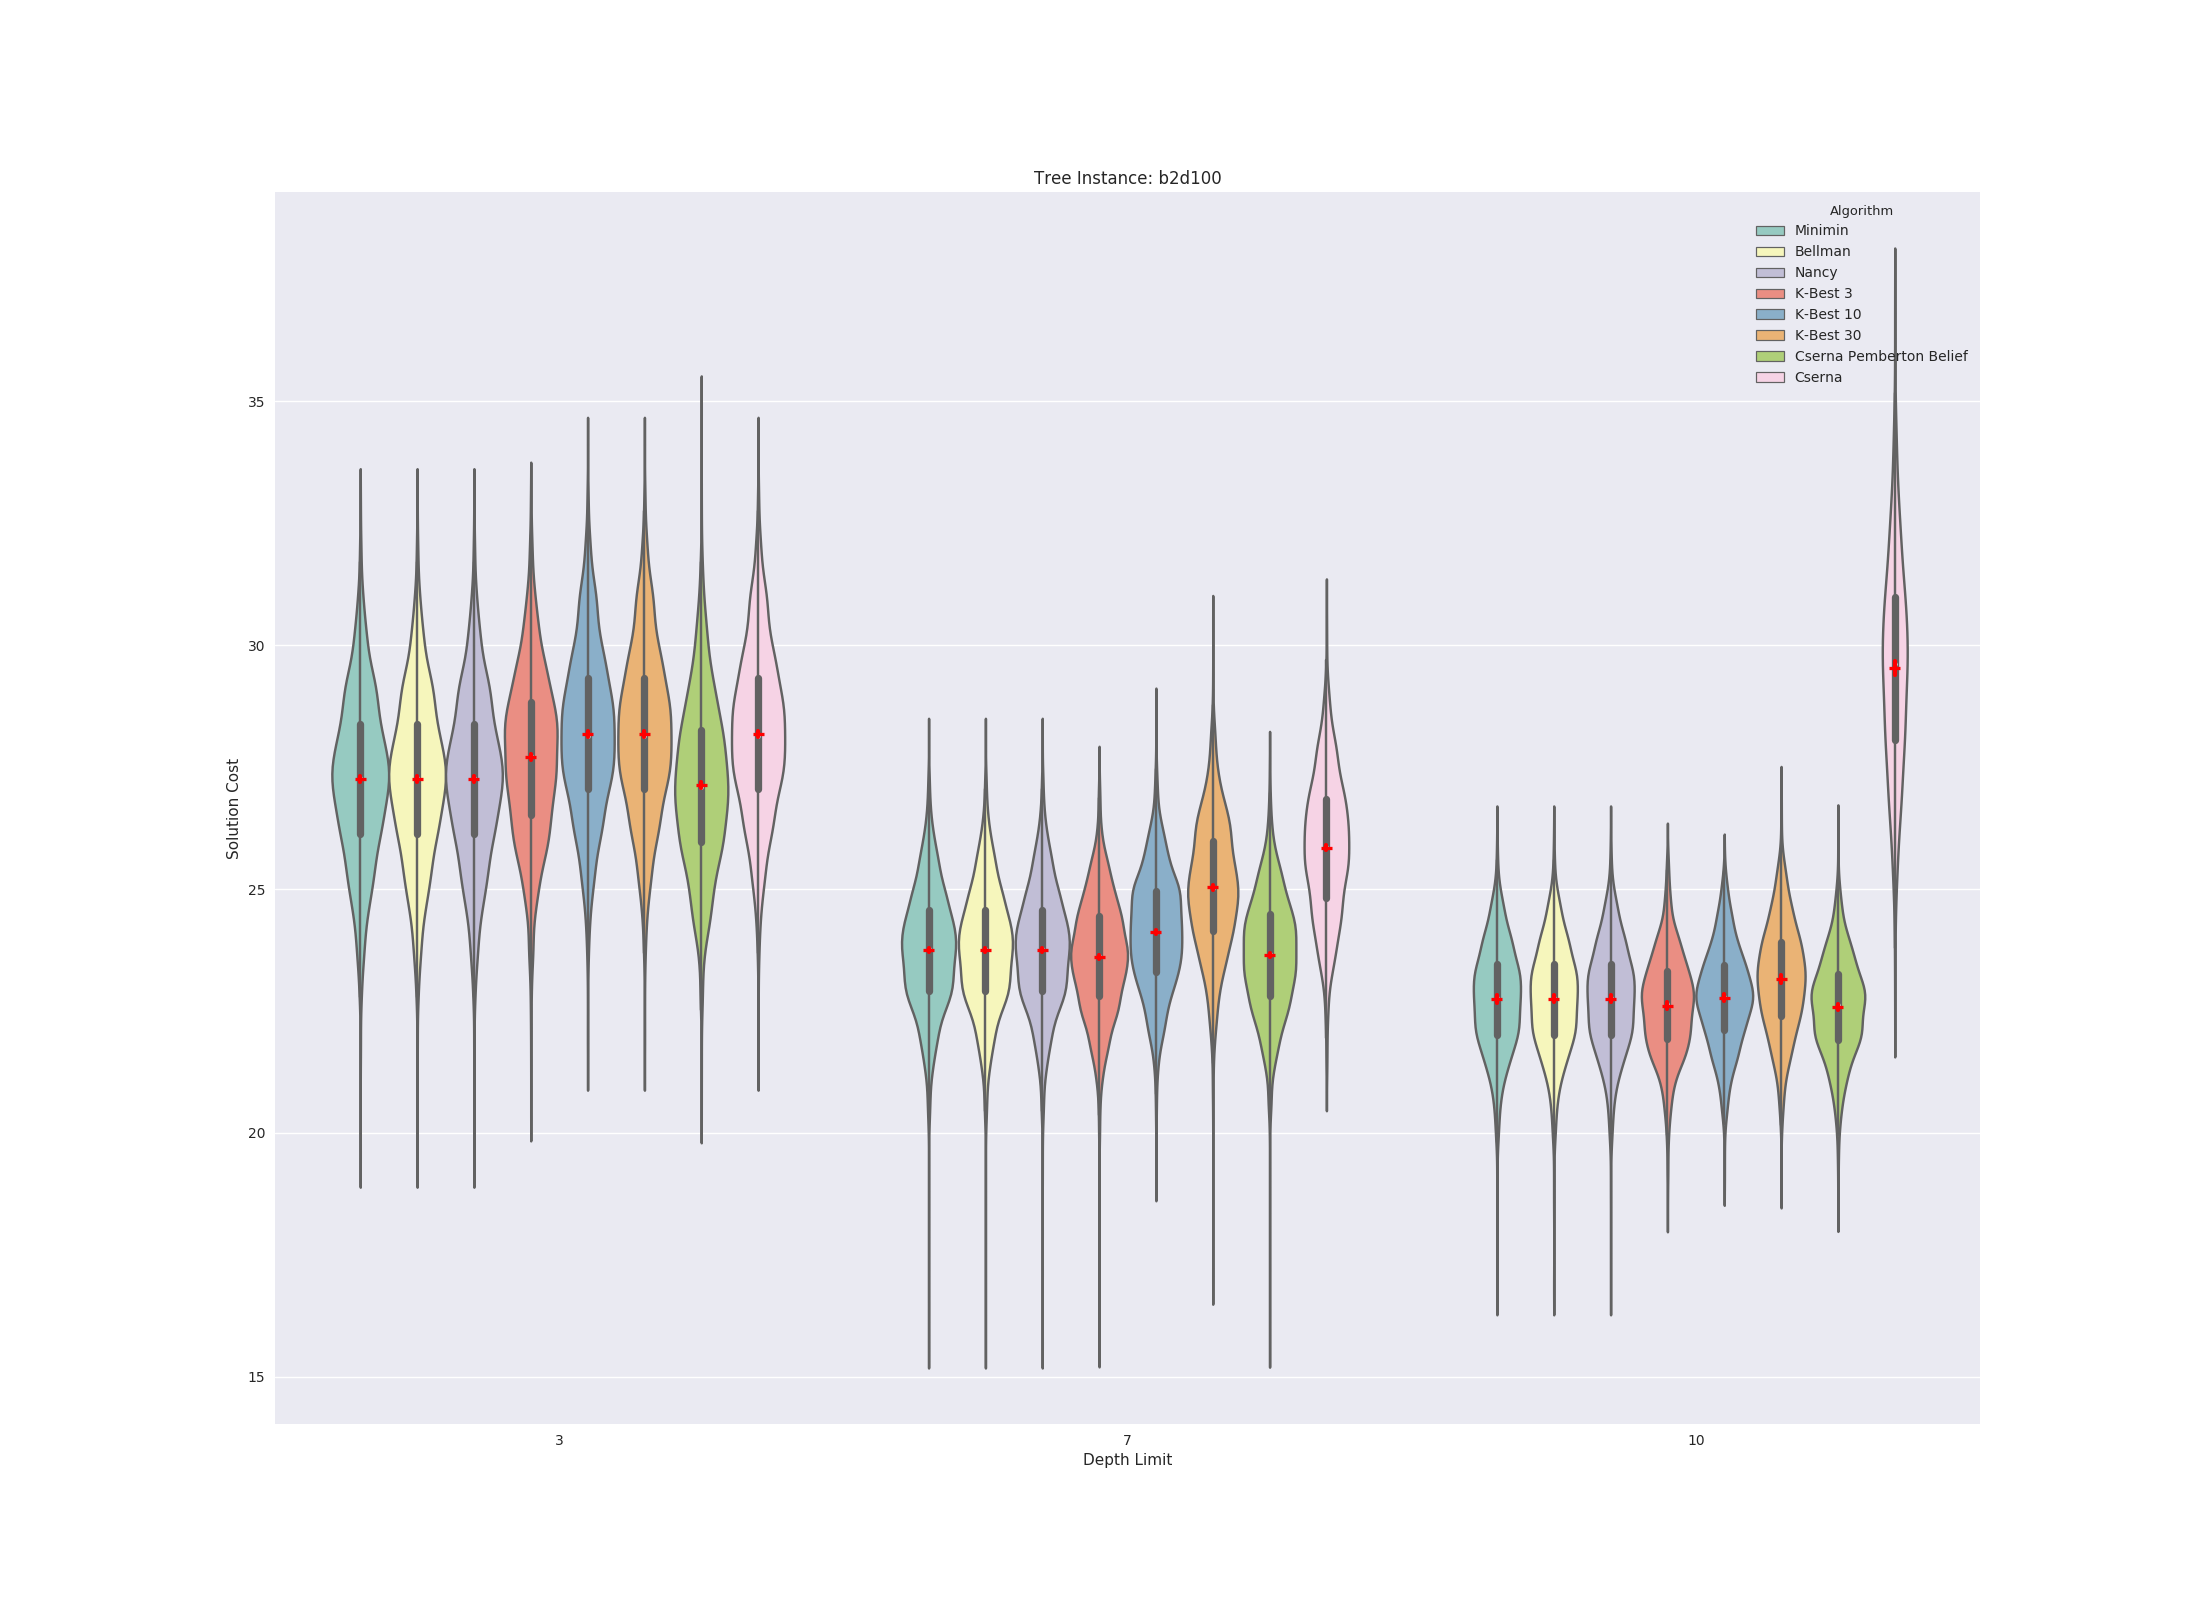 Tree Instance: b2d100
Algorithm
Minimin
Bellman
Nancy
K-Best 3
K-Best 10
K-Best 30
Cserna Pemberton Belief
Cserna
35
30
25
20
15
Solution Cost
3
7
10
Depth Limit